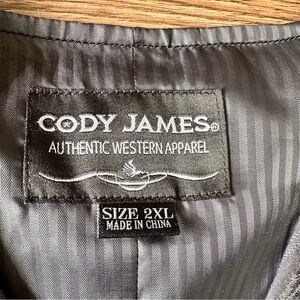 CODY JAMES®
AUTHENTIC WESTERN APPAREL
SIZE 2XL
MADE IN CHINA